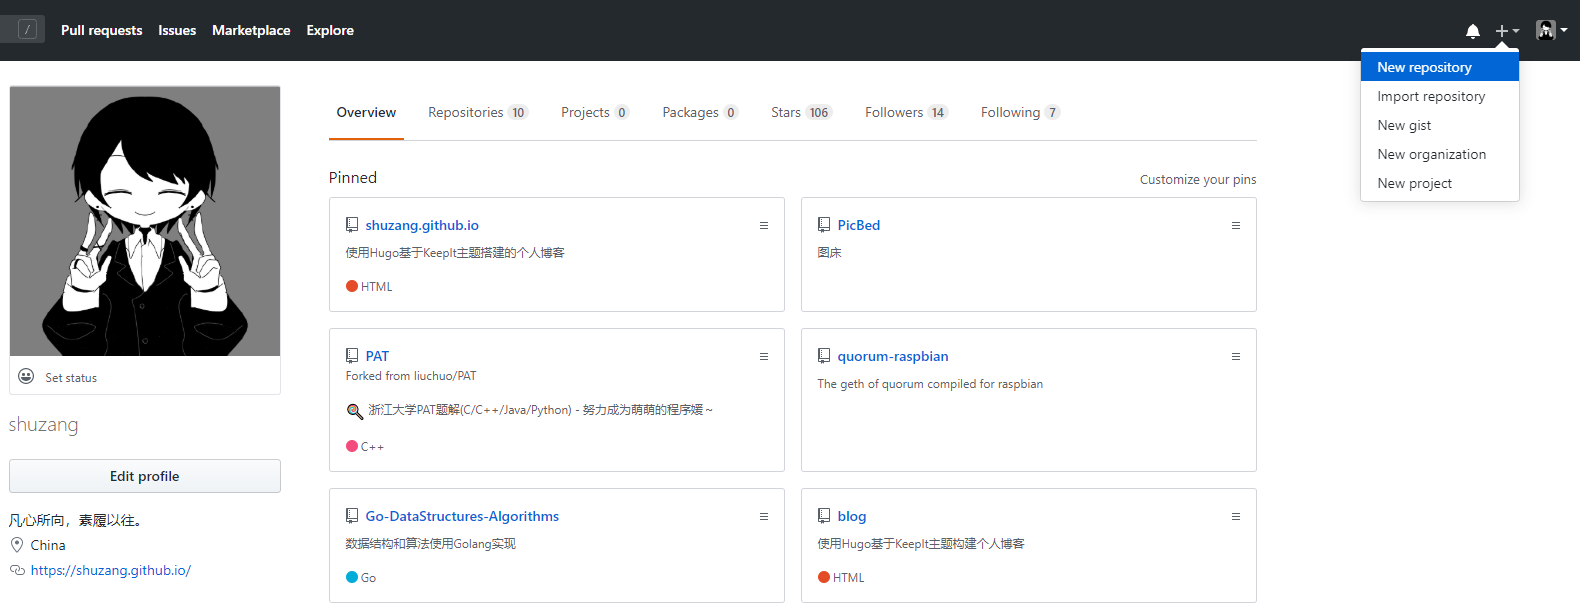 / Pull requests Issues Marketplace Explore
New repository
Import repository
New gist
New organization
New project
Overview Repositories 10 Projects 0 Packages 0 Stars 106 Followers 14 Following 7
Set status
shuzang
Edit profile
凡心所向，素履以往。
China
https://shuzang.github.io/
Pinned Customize your pins
shuzang.github.io
使用Hugo基于KeepIt主题搭建的个人博客
HTML
PicBed
图床
PAT
Forked from liuchuo/PAT
浙江大学PAT题解(C/C++/Java/Python) - 努力成为萌萌的程序媛～
C++
quorum-raspbian
The geth of quorum compiled for raspbian
Go-DataStructures-Algorithms
数据结构和算法使用Golang实现
Go
blog
使用Hugo基于KeepIt主题构建个人博客
HTML